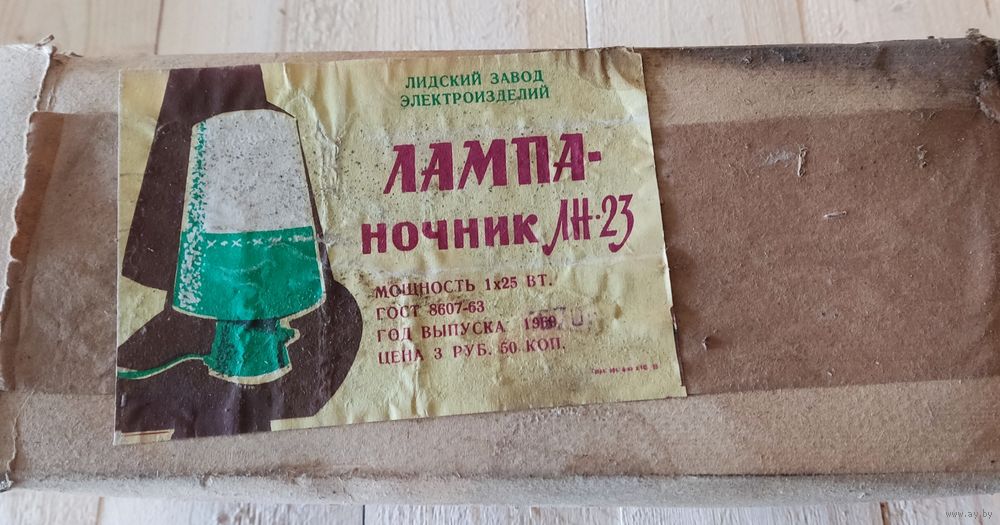 ЛИДСКИЙ ЗАВОД
ЭЛЕКТРОИЗДЕЛИЙ
ЛАМПА-
НОЧНИК ЛН-23
МОЩНОСТЬ 1х25 ВТ.
ГОСТ 8607-63
ГОД ВЫПУСКА 1969
ЦЕНА 3 РУБ. 50 КОП.
www.ay.by